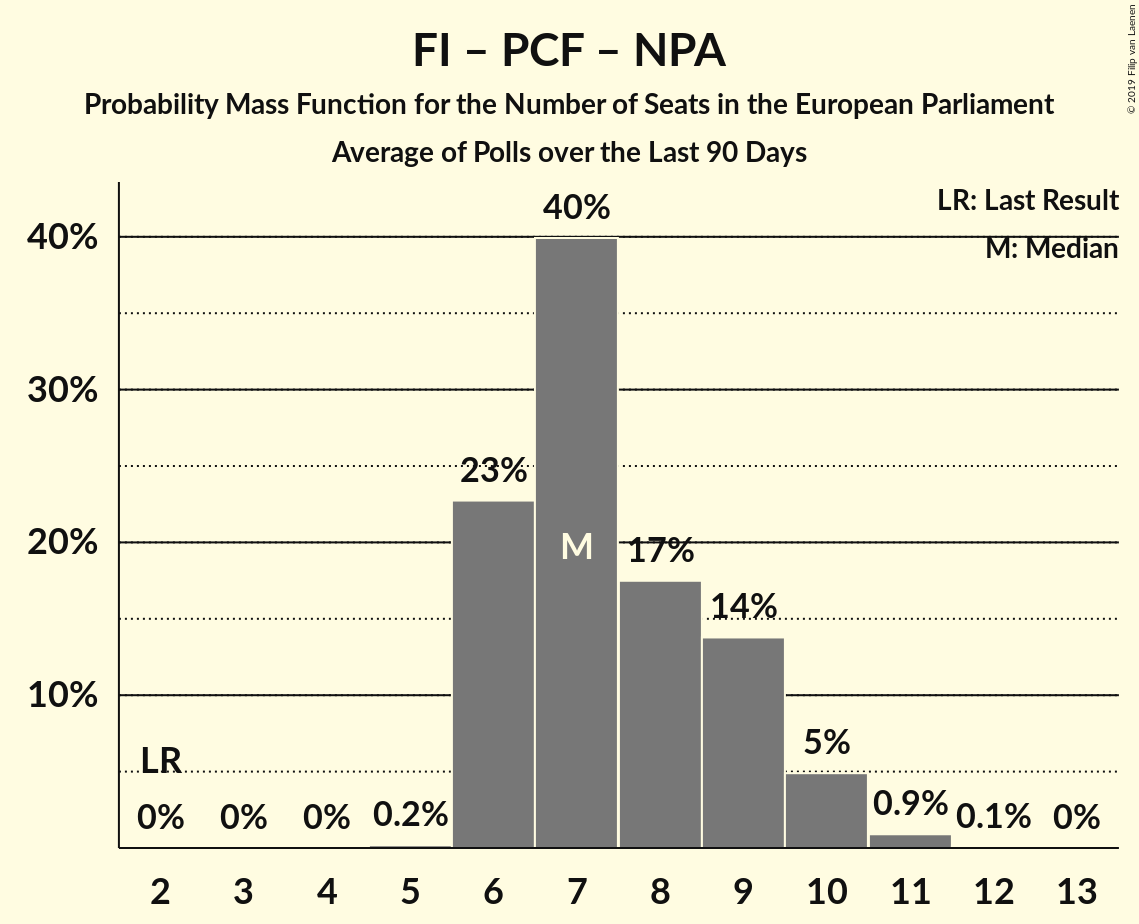 FI – PCF – NPA
Probability Mass Function for the Number of Seats in the European Parliament
Average of Polls over the Last 90 Days
© 2019 Filip van Laenen
LR: Last Result
M: Median
40%
30%
20%
10%
LR
0%
0%
0%
0.2%
23%
40%
M
17%
14%
5%
0.9%
0.1%
0%
2 3 4 5 6 7 8 9 10 11 12 13